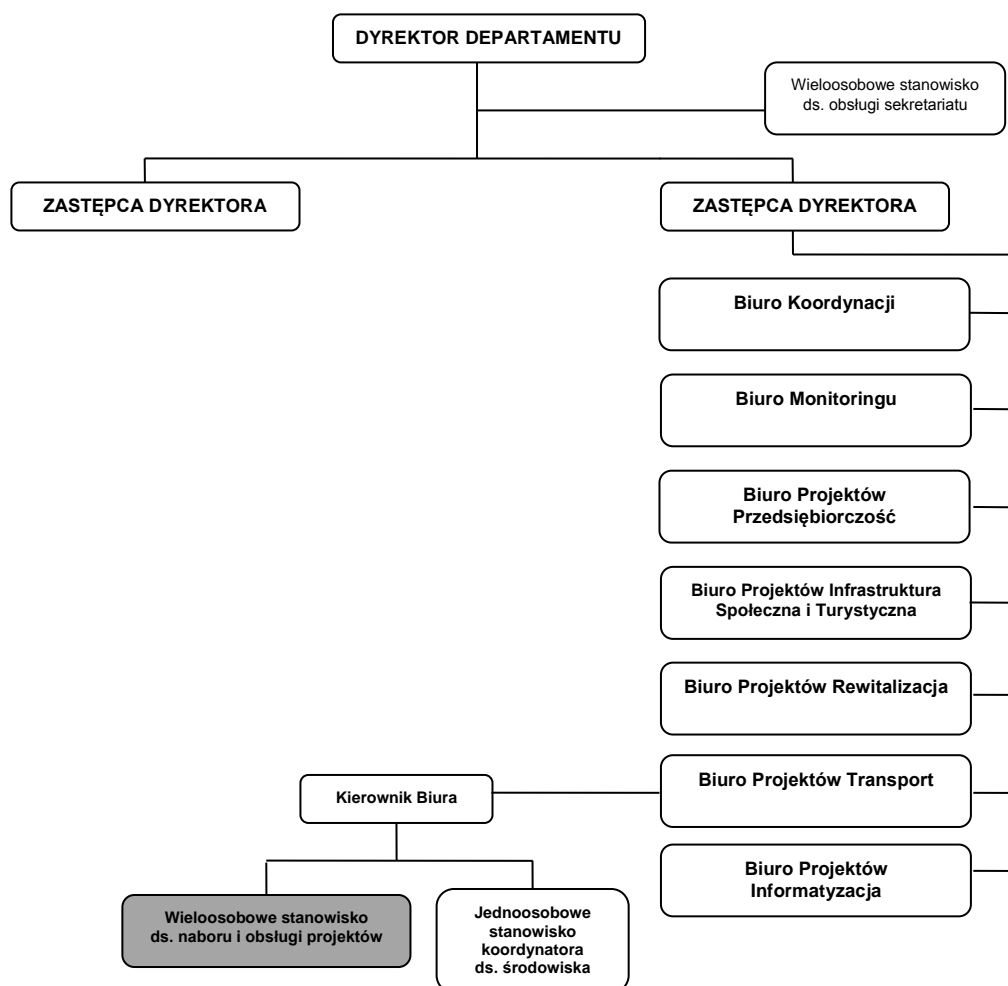 DYREKTOR DEPARTAMENTU
Wieloosobowe stanowisko
ds. obsługi sekretariatu
ZASTĘPCA DYREKTORA
ZASTĘPCA DYREKTORA
Biuro Koordynacji
Biuro Monitoringu
Biuro Projektów
Przedsiębiorczość
Biuro Projektów Infrastruktura
Społeczna i Turystyczna
Biuro Projektów Rewitalizacja
Biuro Projektów Transport
Kierownik Biura
Biuro Projektów
Informatyzacja
Wieloosobowe stanowisko
ds. naboru i obsługi projektów
Jednoosobowe
stanowisko
koordynatora
ds. środowiska